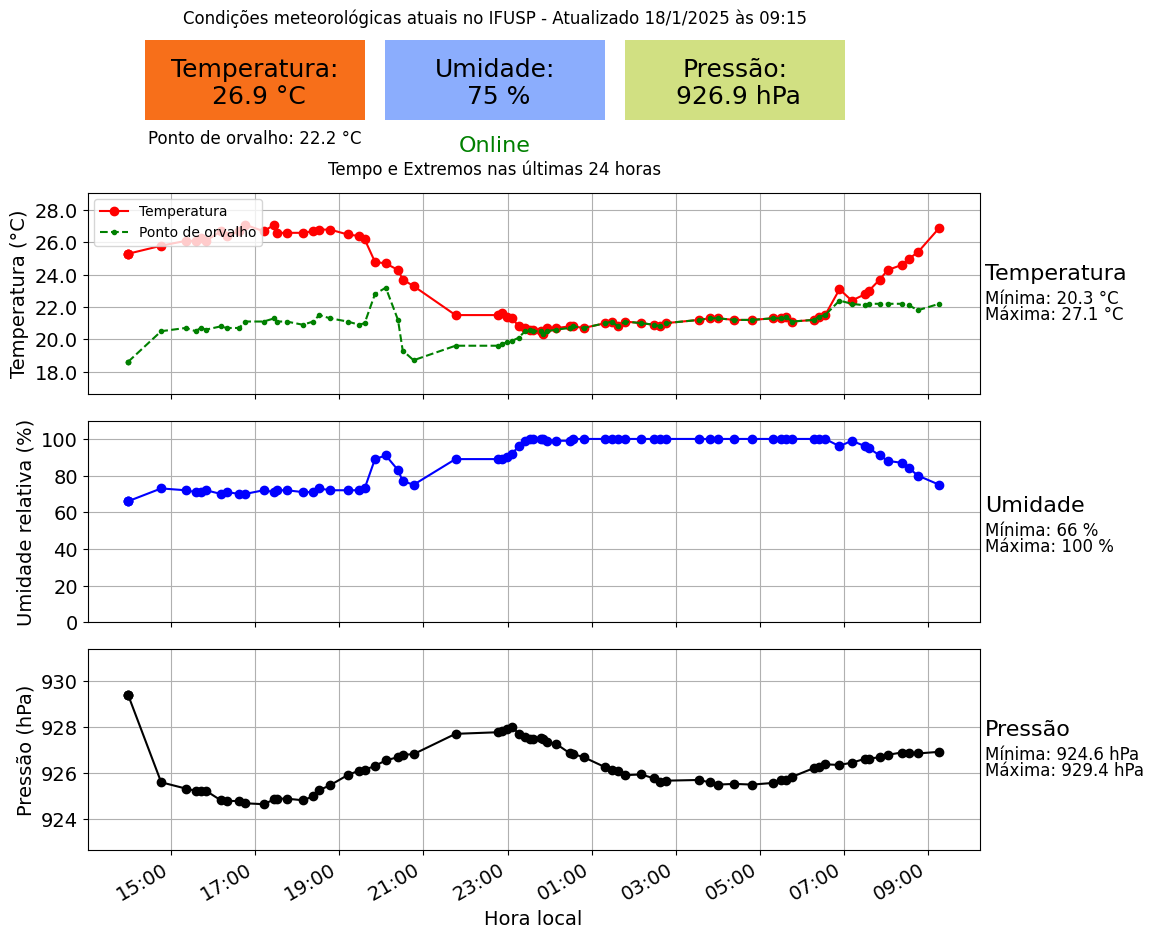 Condições meteorológicas atuais no IFUSP - Atualizado 18/1/2025 às 09:15
Temperatura:
26.9 °C
Umidade:
75 %
Pressão:
926.9 hPa
Ponto de orvalho: 22.2 °C
Online
Tempo e Extremos nas últimas 24 horas
Temperatura (°C)
28.0
26.0
24.0
22.0
20.0
18.0
Temperatura
Ponto de orvalho
Temperatura
Mínima: 20.3 °C
Máxima: 27.1 °C
Umidade relativa (%)
100
80
60
40
20
0
Umidade
Mínima: 66 %
Máxima: 100 %
Pressão (hPa)
930
928
926
924
Pressão
Mínima: 924.6 hPa
Máxima: 929.4 hPa
15:00 17:00 19:00 21:00 23:00 01:00 03:00 05:00 07:00 09:00
Hora local